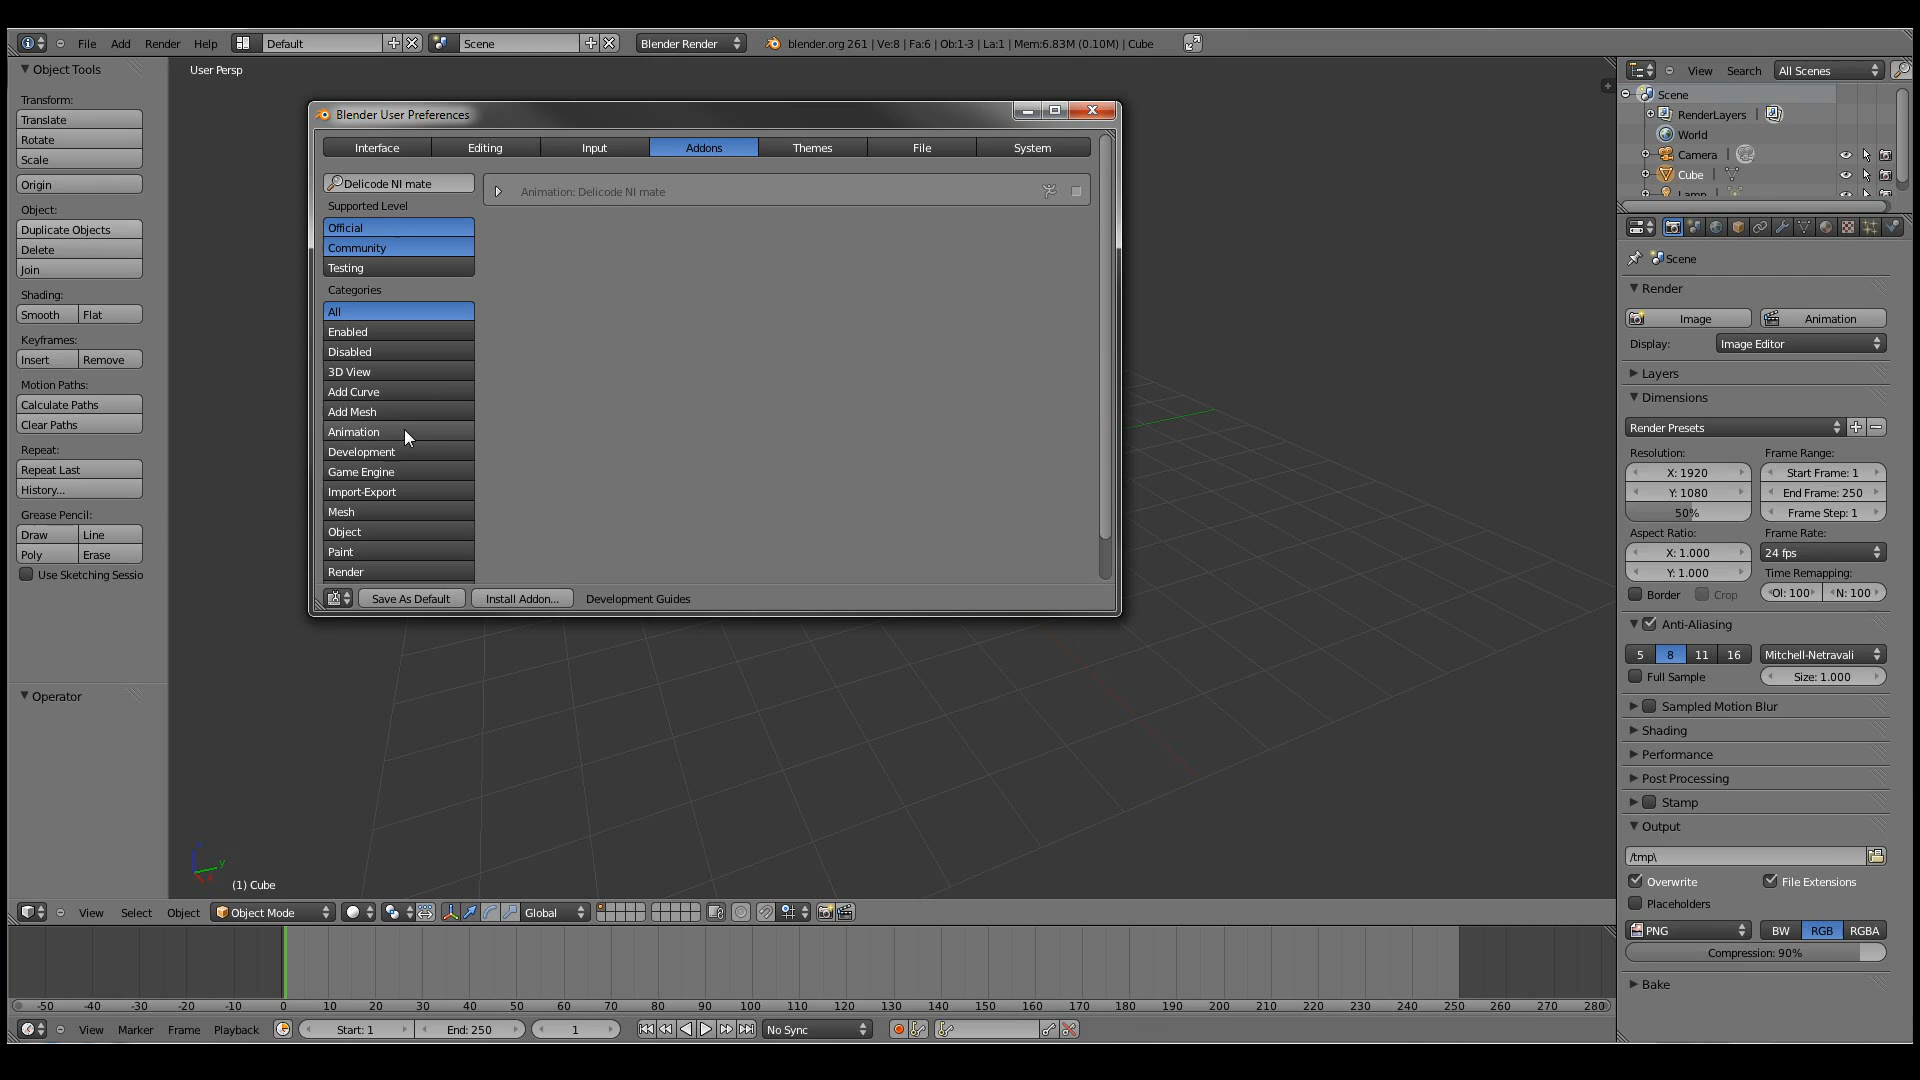 File Add Render Help Default Scene Blender Render blender.org 261 | Ve:8 | Fa:6 | Ob:1-3 | La:1 | Mem:6.83M (0.10M) | Cube
Object Tools
Transform:
Translate
Rotate
Scale
Origin
Object:
Duplicate Objects
Delete
Join
Shading:
Smooth Flat
Keyframes:
Insert Remove
Motion Paths:
Calculate Paths
Clear Paths
Repeat:
Repeat Last
History...
Grease Pencil:
Draw Line
Poly Erase
Use Sketching Sessio
Operator
User Persp
Blender User Preferences
Interface Editing Input Addons Themes File System
Delicode NI mate
Animation: Delicode NI mate
Supported Level
Official
Community
Testing
Categories
All
Enabled
Disabled
3D View
Add Curve
Add Mesh
Animation
Development
Game Engine
Import-Export
Mesh
Object
Paint
Render
Save As Default Install Addon... Development Guides
(1) Cube
View Select Object Object Mode Global
-50 -40 -30 -20 -10 0 10 20 30 40 50 60 70 80 90 100 110 120 130 140 150 160 170 180 190 200 210 220 230 240 250 260 270 280
View Marker Frame Playback Start: 1 End: 250 1 No Sync
View Search All Scenes
Scene
RenderLayers |
World
Camera |
Cube |
Lamp |
Scene
Render
Image Animation
Display: Image Editor
Layers
Dimensions
Render Presets
Resolution: Frame Range:
X: 1920 Start Frame: 1
Y: 1080 End Frame: 250
50% Frame Step: 1
Aspect Ratio: Frame Rate:
X: 1.000 24 fps
Y: 1.000 Time Remapping:
Border Crop OI: 100 N: 100
Anti-Aliasing
5 8 11 16 Mitchell-Netravali
Full Sample Size: 1.000
Sampled Motion Blur
Shading
Performance
Post Processing
Stamp
Output
/tmp\
Overwrite File Extensions
Placeholders
PNG BW RGB RGBA
Compression: 90%
Bake